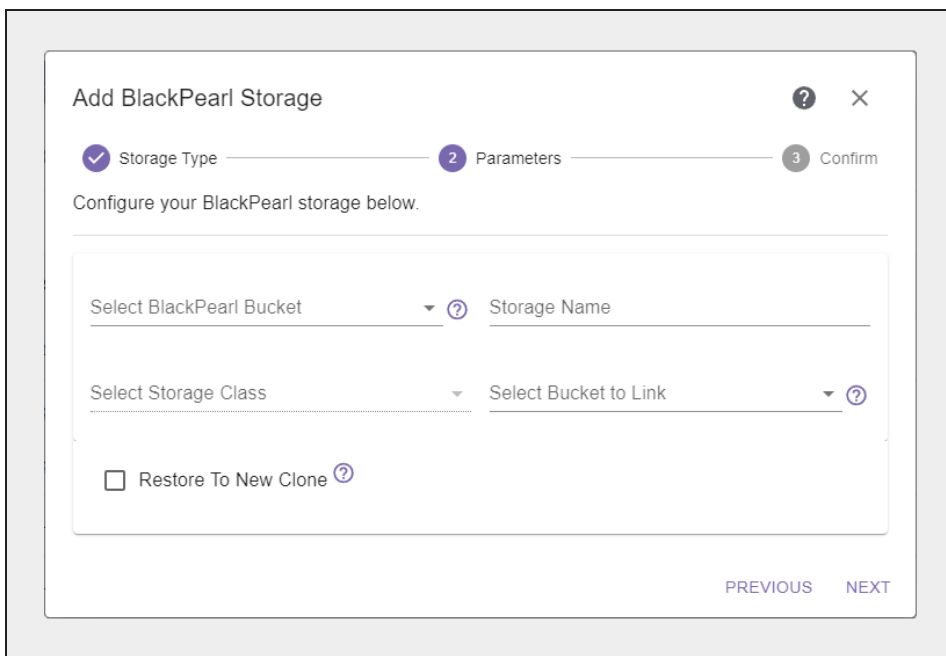 Add BlackPearl Storage ?
Storage Type 2 Parameters 3 Confirm
Configure your BlackPearl storage below.
Select BlackPearl Bucket ? Storage Name
Select Storage Class Select Bucket to Link ?
Restore To New Clone ?
PREVIOUS NEXT